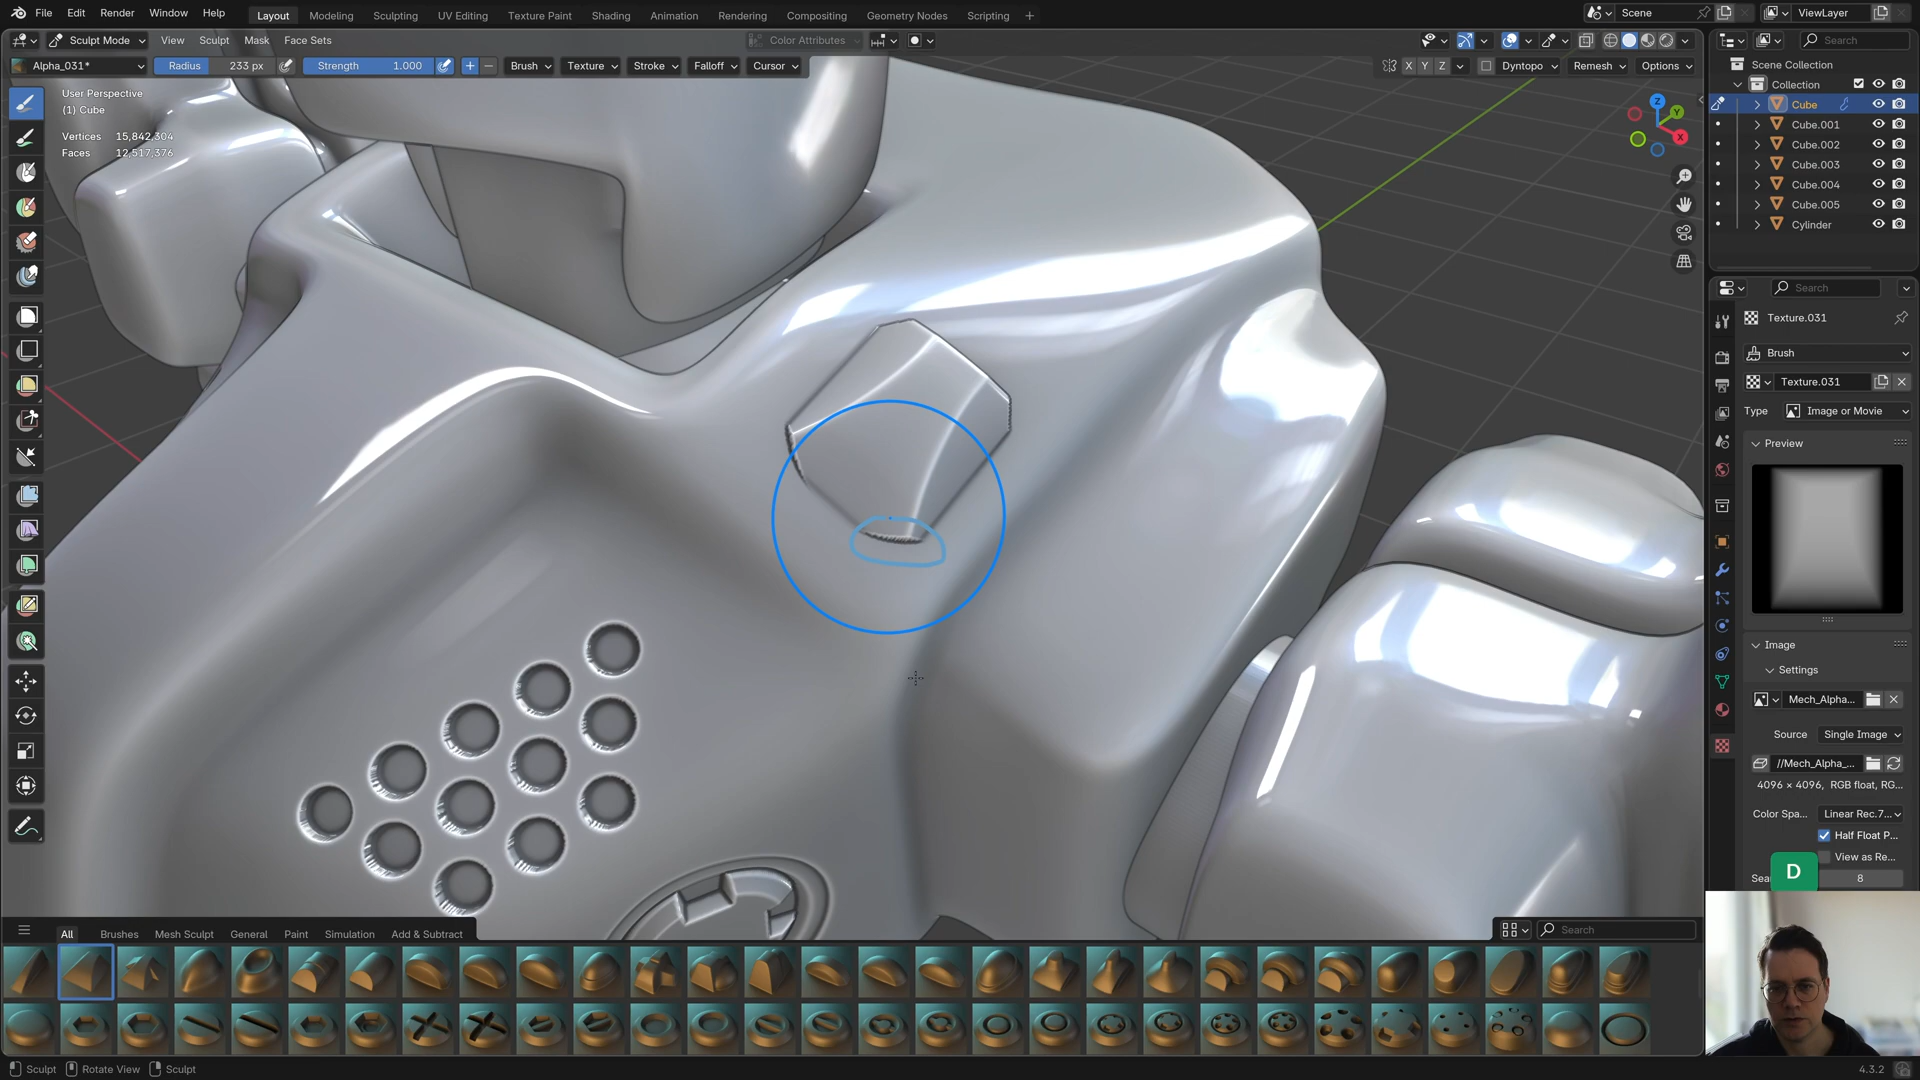 File Edit Render Window Help Layout Modeling Sculpting UV Editing Texture Paint Shading Animation Rendering Compositing Geometry Nodes Scripting + Scene ViewLayer
Sculpt Mode View Sculpt Mask Face Sets Color Attributes Search
Alpha_031* Radius 233 px Strength 1.000 Brush Texture Stroke Falloff Cursor X Y Z Dyntopo Remesh Options
Scene Collection
Collection
Cube
Cube.001
Cube.002
Cube.003
Cube.004
Cube.005
Cylinder
User Perspective
(1) Cube
Vertices 15,842,304
Faces 12,517,376
Z
Y
X
Search
Texture.031
Brush
Texture.031
Type Image or Movie
Preview
Image
Settings
Mech_Alpha...
Source Single Image
//Mech_Alpha_...
4096 × 4096, RGB float, RG...
Color Spa... Linear Rec.7...
Half Float P...
View as Re...
D
8
All Brushes Mesh Sculpt General Paint Simulation Add & Subtract Search
Sculpt Rotate View Sculpt 4.3.2